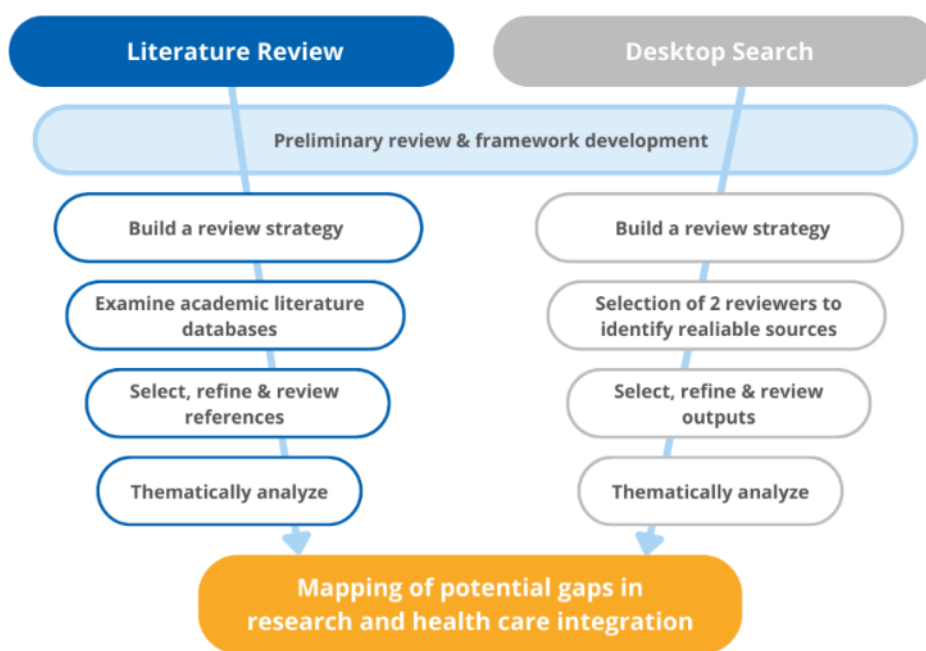 Literature Review
Desktop Search
Preliminary review & framework development
Build a review strategy
Examine academic literature
databases
Select, refine & review
references
Thematically analyze
Build a review strategy
Selection of 2 reviewers to
identify realiable sources
Select, refine & review
outputs
Thematically analyze
Mapping of potential gaps in
research and health care integration